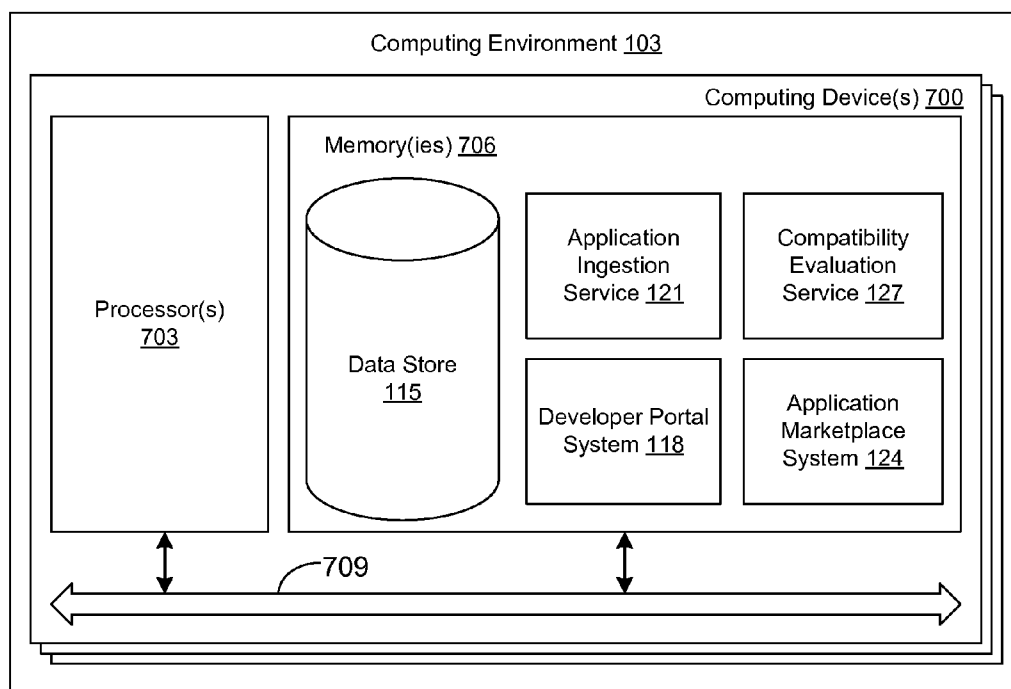 Computing Environment 103
Computing Device(s) 700
Memory(ies) 706
Processor(s)
703
Data Store
115
Application
Ingestion
Service 121
Compatibility
Evaluation
Service 127
Developer Portal
System 118
Application
Marketplace
System 124
709